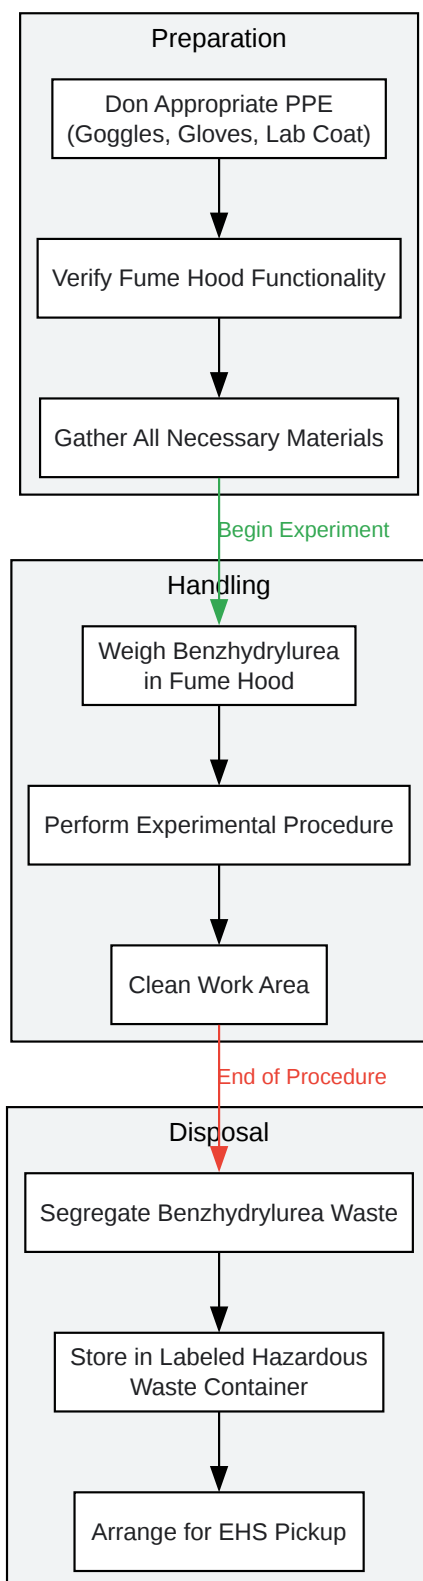 Preparation
Don Appropriate PPE
(Goggles, Gloves, Lab Coat)
Verify Fume Hood Functionality
Gather All Necessary Materials
Begin Experiment
Handling
Weigh Benzhydrylurea
in Fume Hood
Perform Experimental Procedure
Clean Work Area
End of Procedure
Disposal
Segregate Benzhydrylurea Waste
Store in Labeled Hazardous
Waste Container
Arrange for EHS Pickup